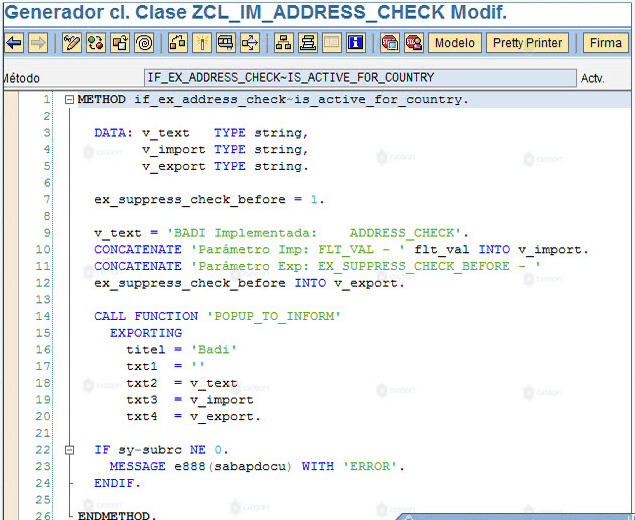 Generador cl. Clase ZCL_IM_ADDRESS_CHECK Modif.
Modelo Pretty Printer Firma
Método IF_EX_ADDRESS_CHECK~IS_ACTIVE_FOR_COUNTRY Actv.
1 METHOD if_ex_address_check~is_active_for_country.
2
3 DATA: v_text TYPE string,
4 v_import TYPE string,
5 v_export TYPE string.
6
7 ex_suppress_check_before = 1.
8
9 v_text = 'BADI Implementada: ADDRESS_CHECK'.
10 CONCATENATE 'Parámetro Imp: FLT_VAL - ' flt_val INTO v_import.
11 CONCATENATE 'Parámetro Exp: EX_SUPPRESS_CHECK_BEFORE - '
12 ex_suppress_check_before INTO v_export.
13
14 CALL FUNCTION 'POPUP_TO_INFORM'
15 EXPORTING
16 titel = 'Badi'
17 txt1 = ''
18 txt2 = v_text
19 txt3 = v_import
20 txt4 = v_export.
21
22 IF sy-subrc NE 0.
23 MESSAGE e888(sabapdocu) WITH 'ERROR'.
24 ENDIF.
25
26 ENDMETHOD.